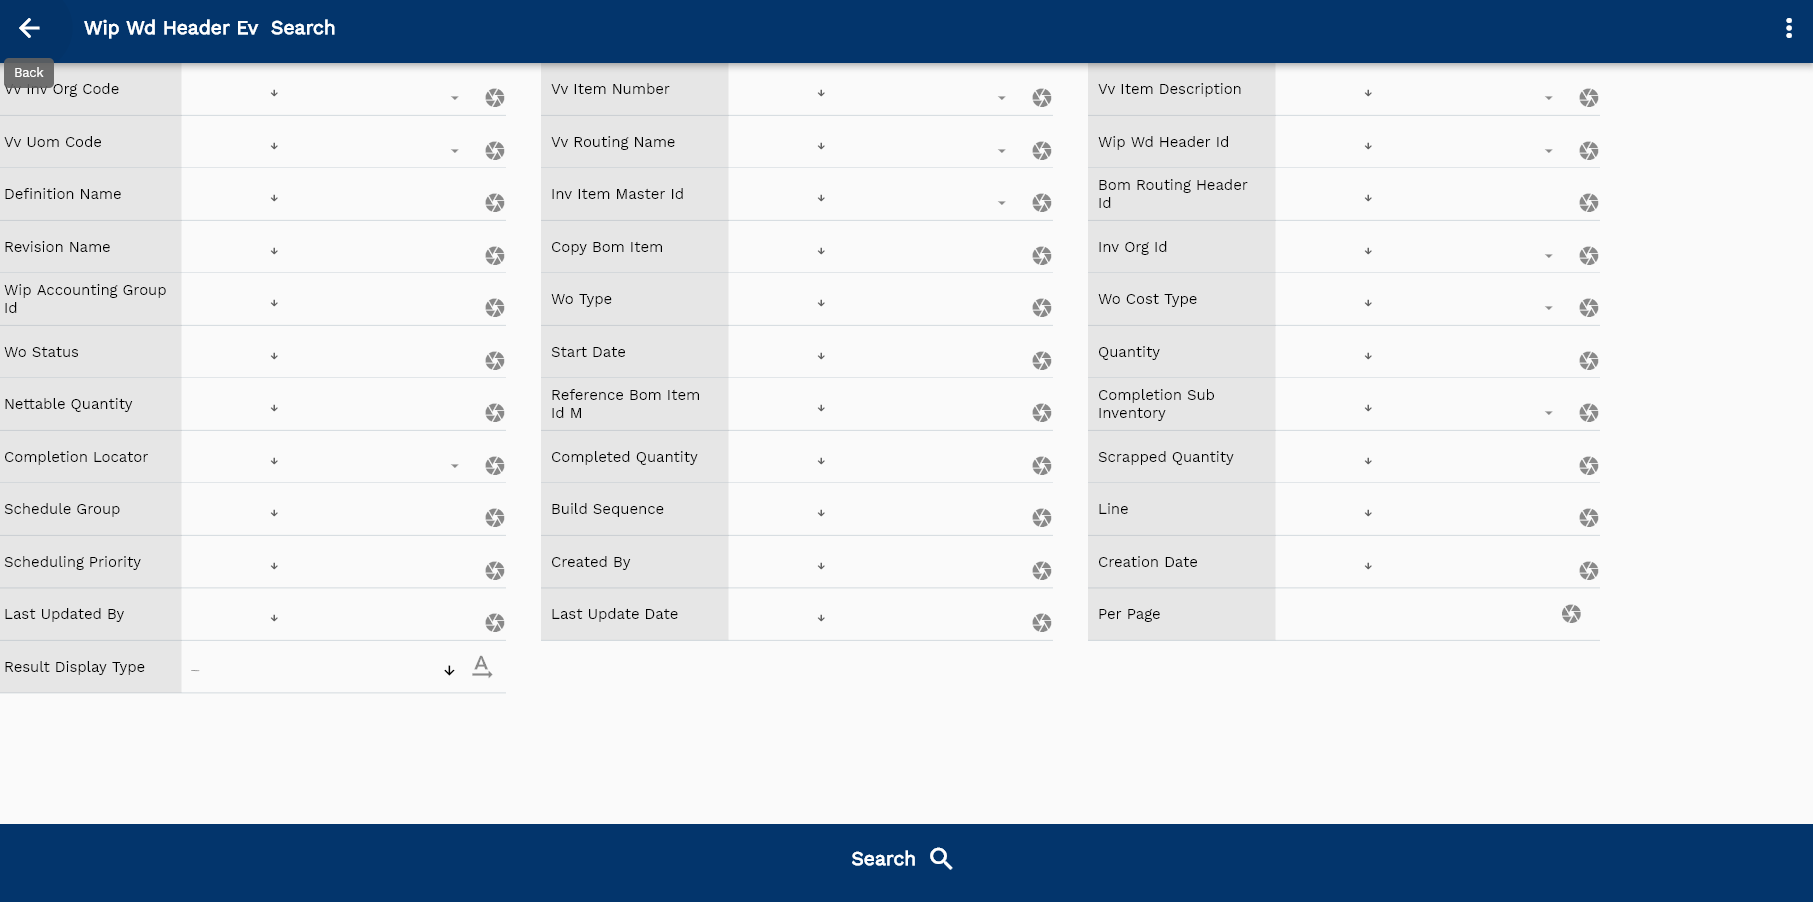 Wip Wd Header Ev  Search
Back
Vv Inv Org Code
Vv Item Number
Vv Item Description
Vv Uom Code
Vv Routing Name
Wip Wd Header Id
Definition Name
Inv Item Master Id
Bom Routing Header
Id
Revision Name
Copy Bom Item
Inv Org Id
Wip Accounting Group
Id
Wo Type
Wo Cost Type
Wo Status
Start Date
Quantity
Nettable Quantity
Reference Bom Item
Id M
Completion Sub
Inventory
Completion Locator
Completed Quantity
Scrapped Quantity
Schedule Group
Build Sequence
Line
Scheduling Priority
Created By
Creation Date
Last Updated By
Last Update Date
Per Page
Result Display Type
Search